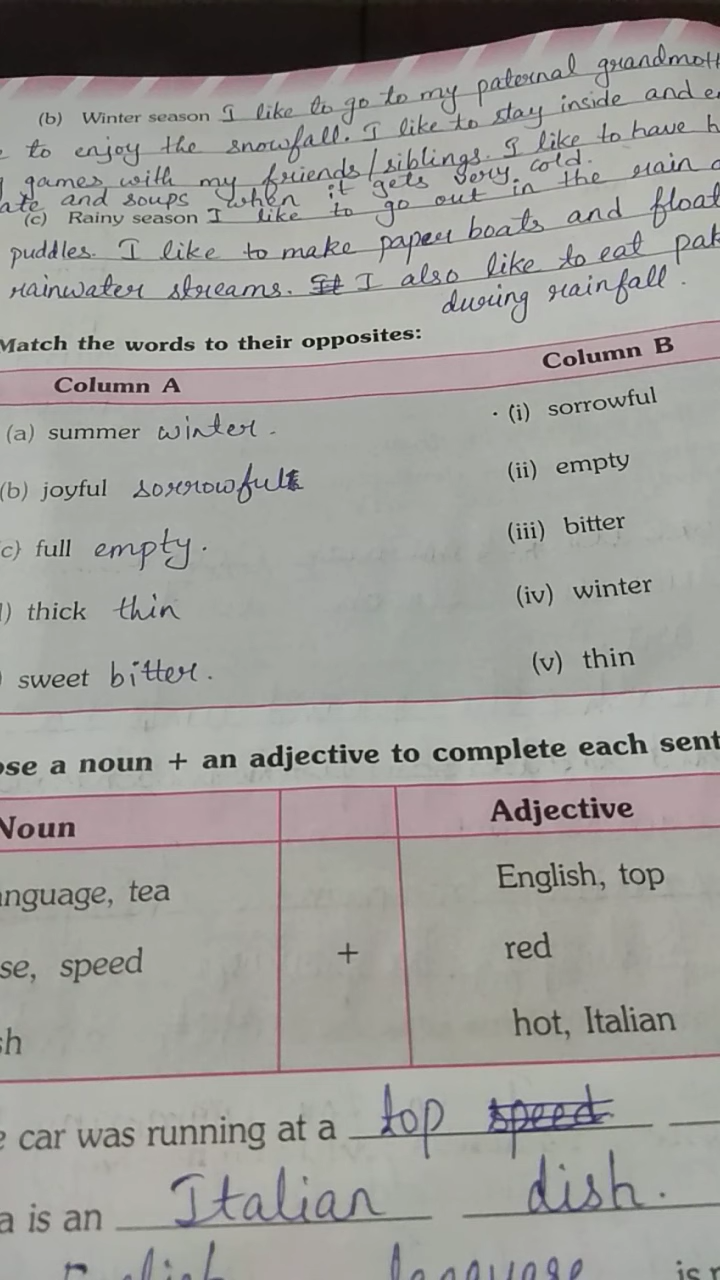 (b) Winter season I like to go to my paternal
to enjoy the snowfall. I like to stay inside and
games with my friends/siblings. I like to have
and soups when it gets very cold.
(c) Rainy season I like to go out in the rain
puddles. I like to make paper boats and float
rainwater streams. I also like to eat
during rainfall.
Match the words to their opposites:
Column A Column B
(a) summer winter. (i) sorrowful
(b) joyful sorrowful (ii) empty
c) full empty. (iii) bitter
) thick thin (iv) winter
sweet bitter. (v) thin
se a noun + an adjective to complete each sent
Noun Adjective
nguage, tea English, top
se, speed + red
sh hot, Italian
e car was running at a top speed
a is an Italian dish.
language is